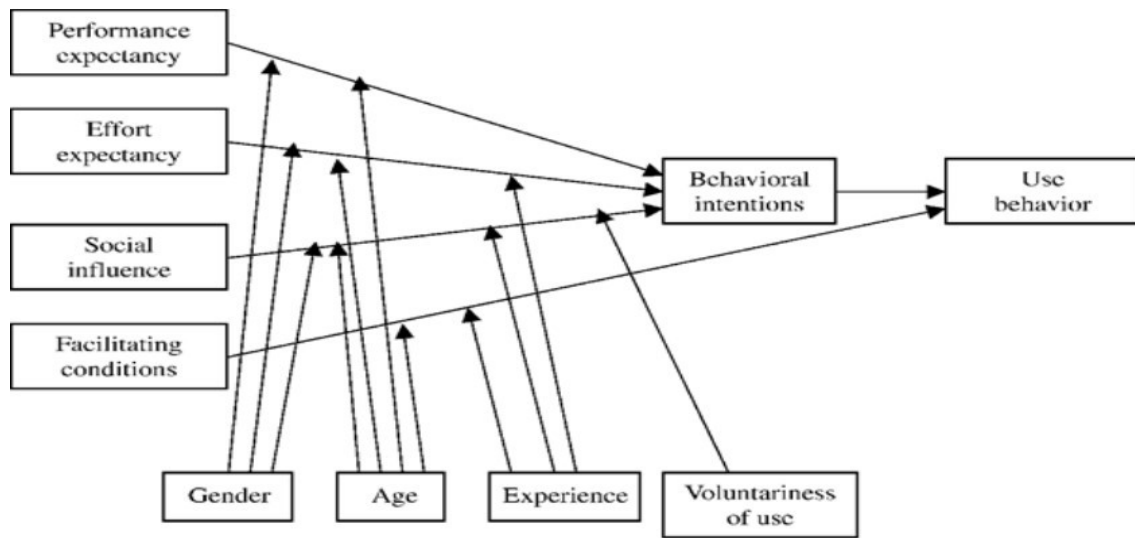 Performance
expectancy
Effort
expectancy
Social
influence
Facilitating
conditions
Behavioral
intentions
Use
behavior
Gender
Age
Experience
Voluntariness
of use